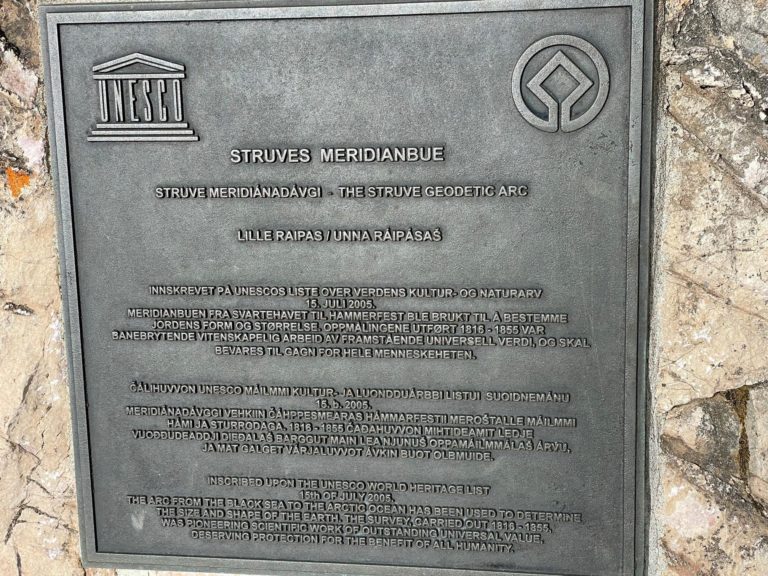 UNESCO
STRUVES MERIDIANBUE
STRUVE MERIDIÁNADÁVGI - THE STRUVE GEODETIC ARC
LILLE RAIPAS / UNNA RÁIPÁSAŠ
INNSKREVET PÅ UNESCOS LISTE OVER VERDENS KULTUR- OG NATURARV
15. JULI 2005.
MERIDIANBUEN FRA SVARTEHAVET TIL HAMMERFEST BLE BRUKT TIL Å BESTEMME
JORDENS FORM OG STØRRELSE. OPPMÅLINGENE UTFØRT 1816 - 1855 VAR
BANEBRYTENDE VITENSKAPELIG ARBEID AV FRAMSTÅENDE UNIVERSELL VERDI, OG SKAL
BEVARES TIL GAGN FOR HELE MENNESKEHETEN.
ČÁLIHUVVON UNESCO MÁILMMI KULTUR- JA LUONDDUÁRBBI LISTUI SUOIDNEMÁNU
15. b. 2005.
MERIDIÁNADÁVGGI VEHKIIN ČÁHPPESMEARAS HÁMMARFESTII MEROŠTALLE MÁILMMI
HÁMI JA STURRODAGA. 1816 - 1855 ČAĐAHUVVON MIHTIDEAMIT LEDJE
VUOĐĐUDEADDJI DIEĐALAŠ BARGGUT MAIN LEA NJUNUŠ OPPAMÁILMMÁLAŠ ÁRVU,
JA MAT GALGET VÁRJALUVVOT ÁVKIN BUOT OLBMUIDE.
INSCRIBED UPON THE UNESCO WORLD HERITAGE LIST
15th OF JULY 2005.
THE ARC FROM THE BLACK SEA TO THE ARCTIC OCEAN HAS BEEN USED TO DETERMINE
THE SIZE AND SHAPE OF THE EARTH. THE SURVEY, CARRIED OUT 1816 - 1855,
WAS PIONEERING SCIENTIFIC WORK OF OUTSTANDING UNIVERSAL VALUE,
DESERVING PROTECTION FOR THE BENEFIT OF ALL HUMANITY.